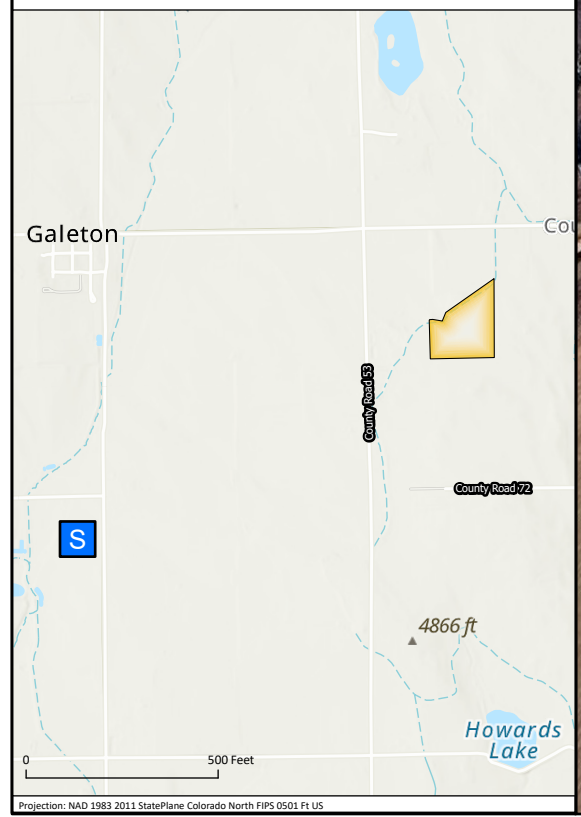 Galeton
Cou
County Road 53
County Road 72
S
4866 ft
Howards
Lake
0 500 Feet
Projection: NAD 1983 2011 StatePlane Colorado North FIPS 0501 Ft US